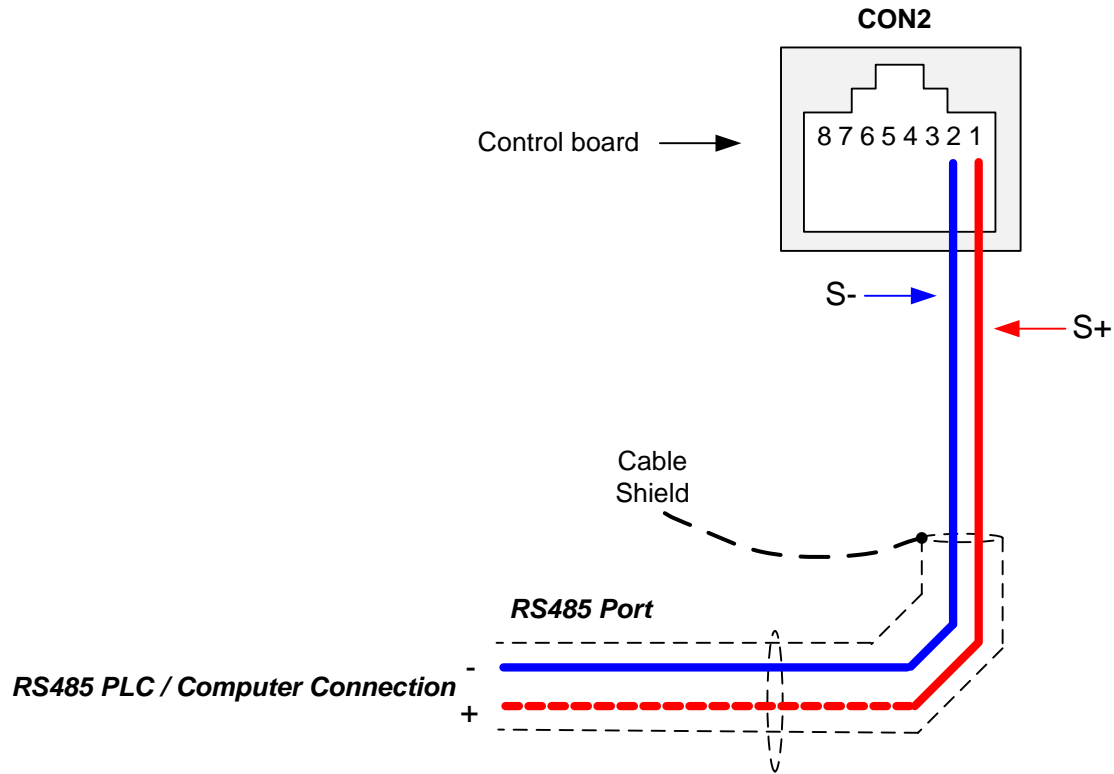 CON2
8 7 6 5 4 3 2 1
Control board
S-
S+
Cable
Shield
RS485 Port
-
RS485 PLC / Computer Connection
+